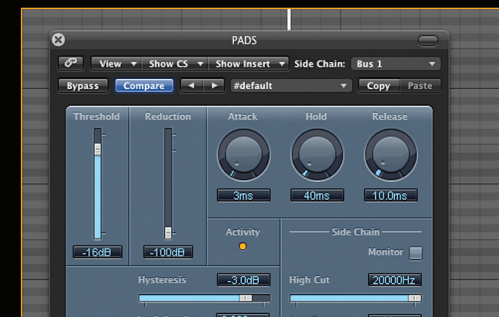 PADS
View Show CS Show Insert Side Chain: Bus 1
Bypass Compare #default Copy Paste
Threshold Reduction Attack Hold Release
3ms 40ms 10.0ms
Activity Side Chain
-16dB -100dB Monitor
Hysteresis -3.0dB High Cut 20000Hz